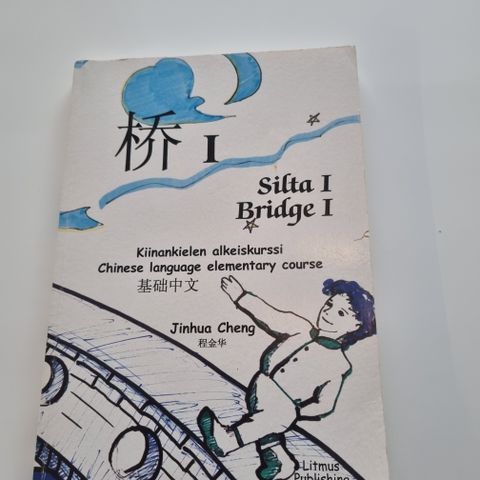 桥 I
Silta I
Bridge I
Kiinankielen alkeiskurssi
Chinese language elementary course
基础中文
Jinhua Cheng
程金华
Litmus
Publishing